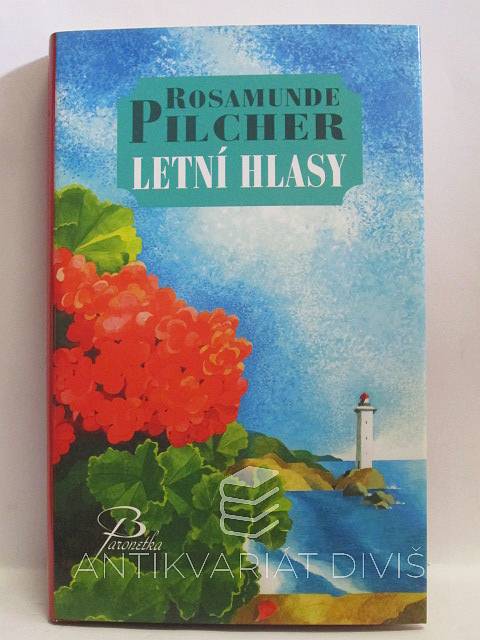 ROSAMUNDE
PILCHER
LETNÍ HLASY
Baronetka
ANTIKVARIÁT DIVIŠ